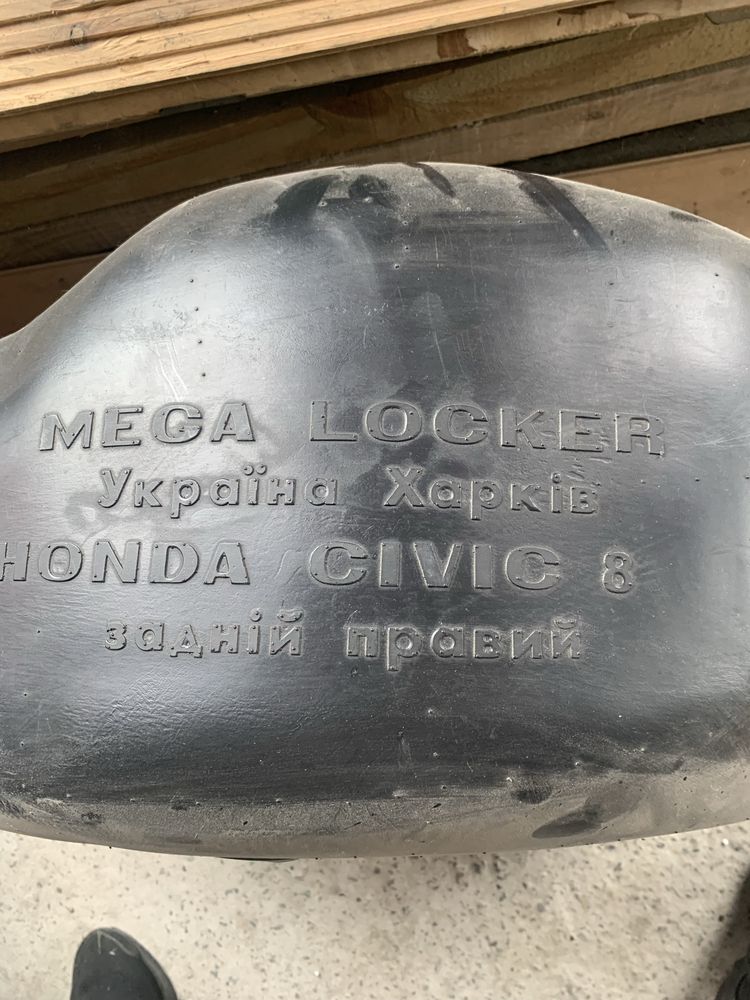 MEGA LOCKER
Україна Харків
HONDA CIVIC 8
задній правий